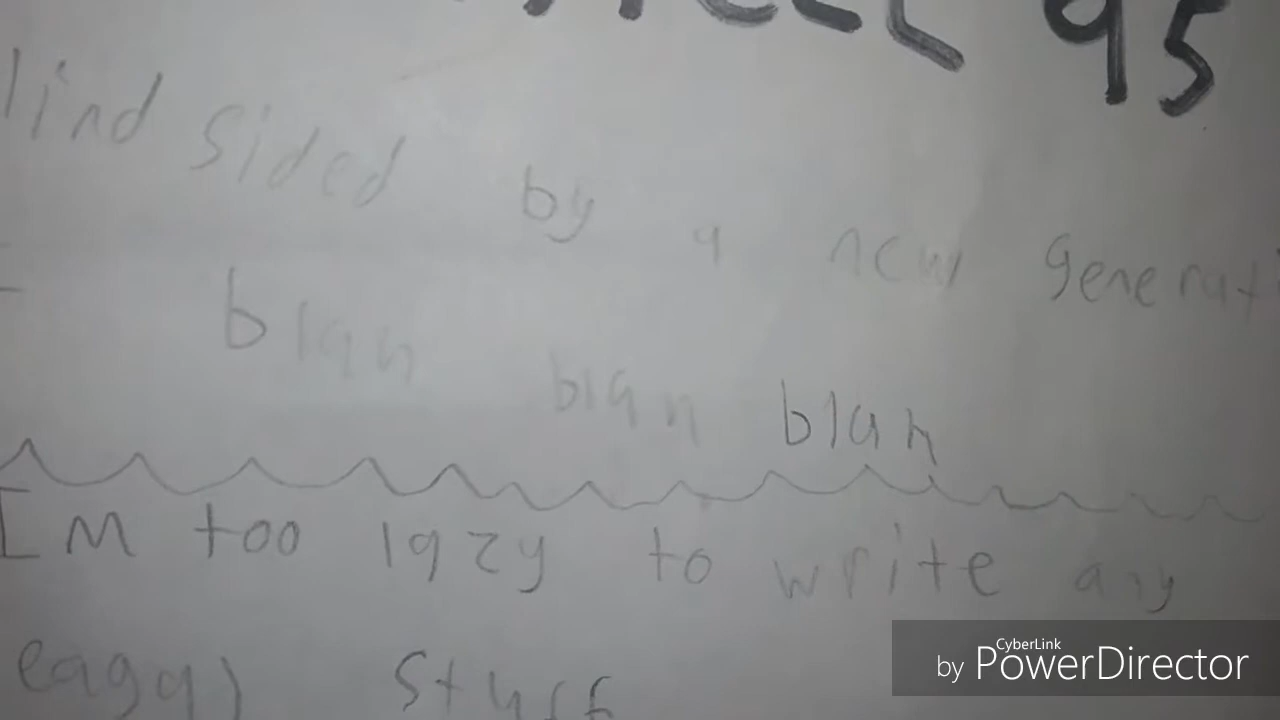 95
lind sided by a new generat
blah blah blah
Im too lazy to write any
stuff
by CyberLink PowerDirector